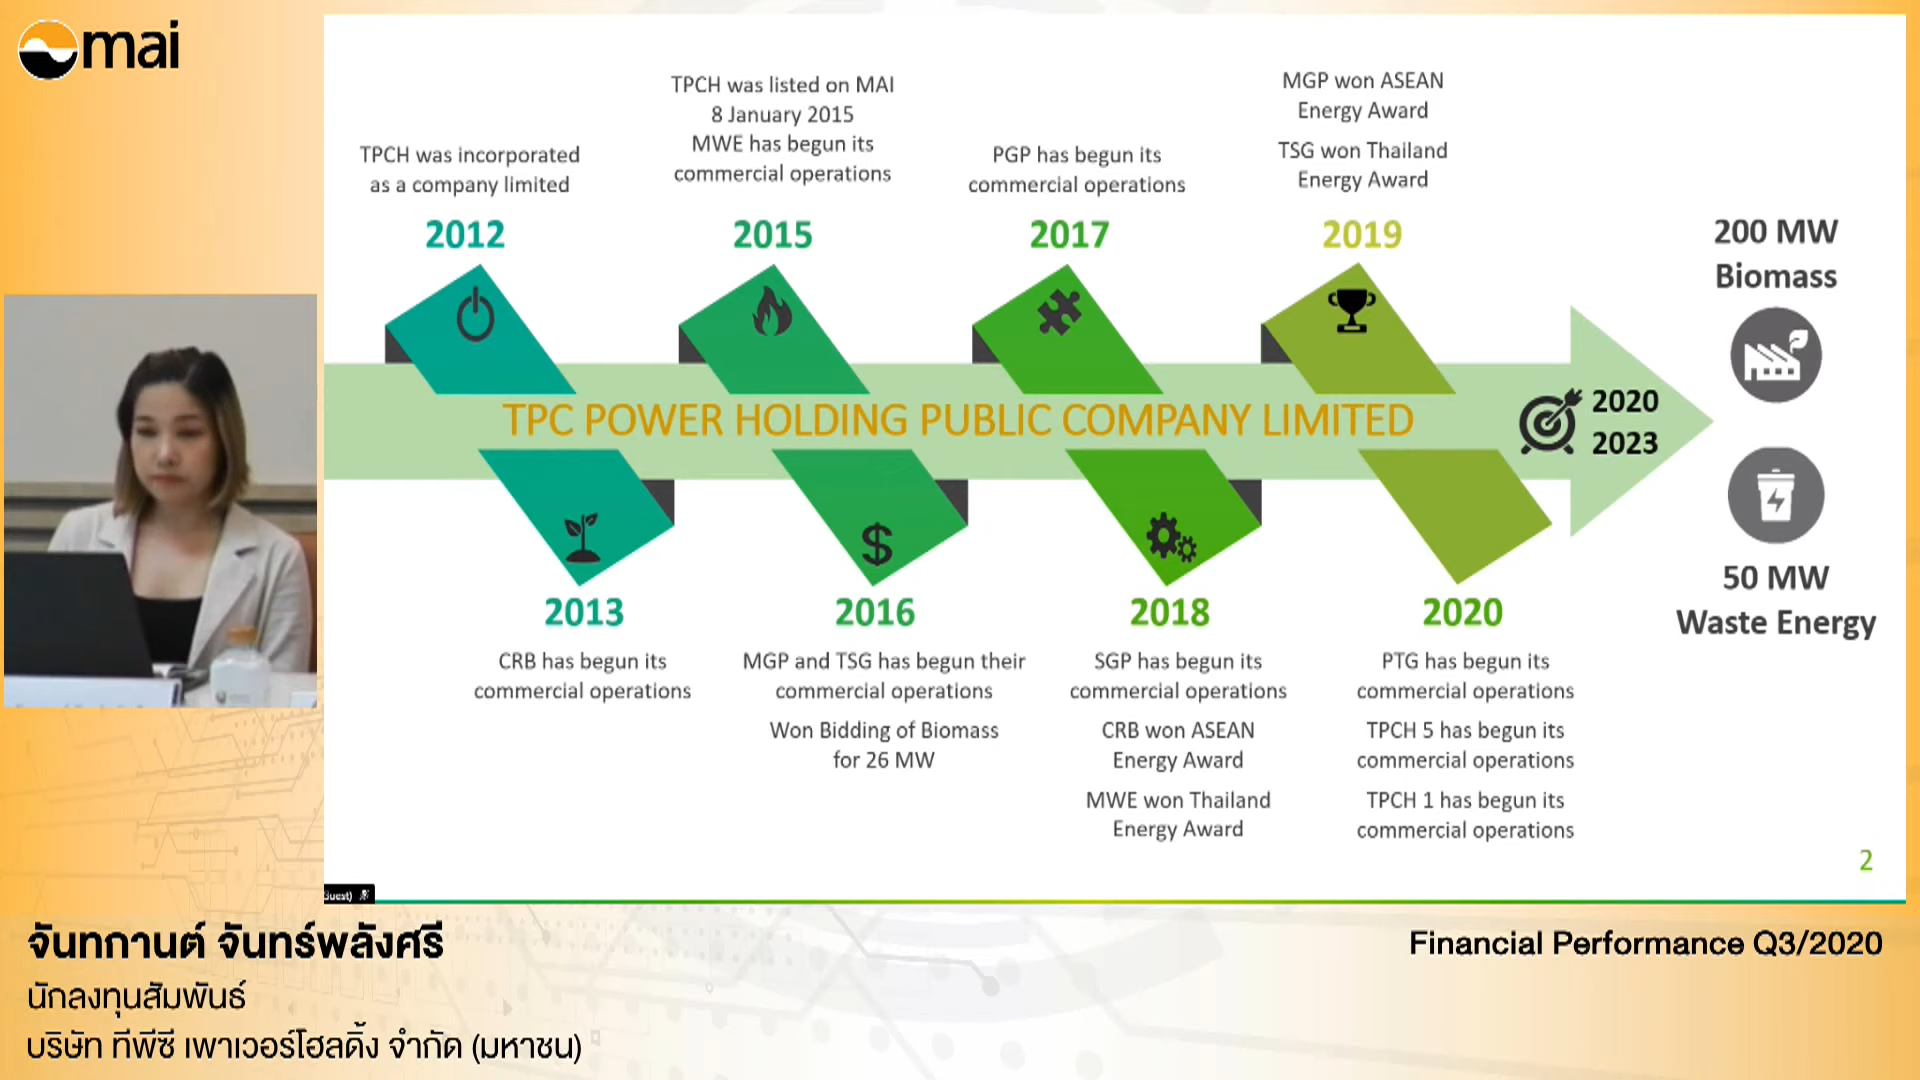 mai
TPCH was incorporated
as a company limited
2012
TPCH was listed on MAI
8 January 2015
MWE has begun its
commercial operations
2015
PGP has begun its
commercial operations
2017
MGP won ASEAN
Energy Award
TSG won Thailand
Energy Award
2019
200 MW
Biomass
TPC POWER HOLDING PUBLIC COMPANY LIMITED
2020
2023
50 MW
Waste Energy
$
2013
CRB has begun its
commercial operations
2016
MGP and TSG has begun their
commercial operations
Won Bidding of Biomass
for 26 MW
2018
SGP has begun its
commercial operations
CRB won ASEAN
Energy Award
MWE won Thailand
Energy Award
2020
PTG has begun its
commercial operations
TPCH 5 has begun its
commercial operations
TPCH 1 has begun its
commercial operations
2
Guest)
จันทกานต์ จันทร์พลังศรี
นักลงทุนสัมพันธ์
บริษัท ทีพีซี เพาเวอร์โฮลดิ้ง จำกัด (มหาชน)
Financial Performance Q3/2020